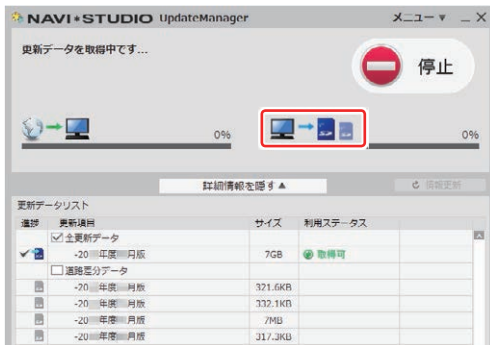 NAVI*STUDIO UpdateManager メニュー ▼ _ X
更新データを取得中です...
停止
0% 0%
詳細情報を隠す▲ 情報更新
更新データリスト
進捗 更新項目 サイズ 利用ステータス
全更新データ
-20 年度 月版 7GB 取得可
道路差分データ
-20 年度 月版 321.6KB
-20 年度 月版 332.1KB
-20 年度 月版 7MB
-20 年度 月版 317.3KB